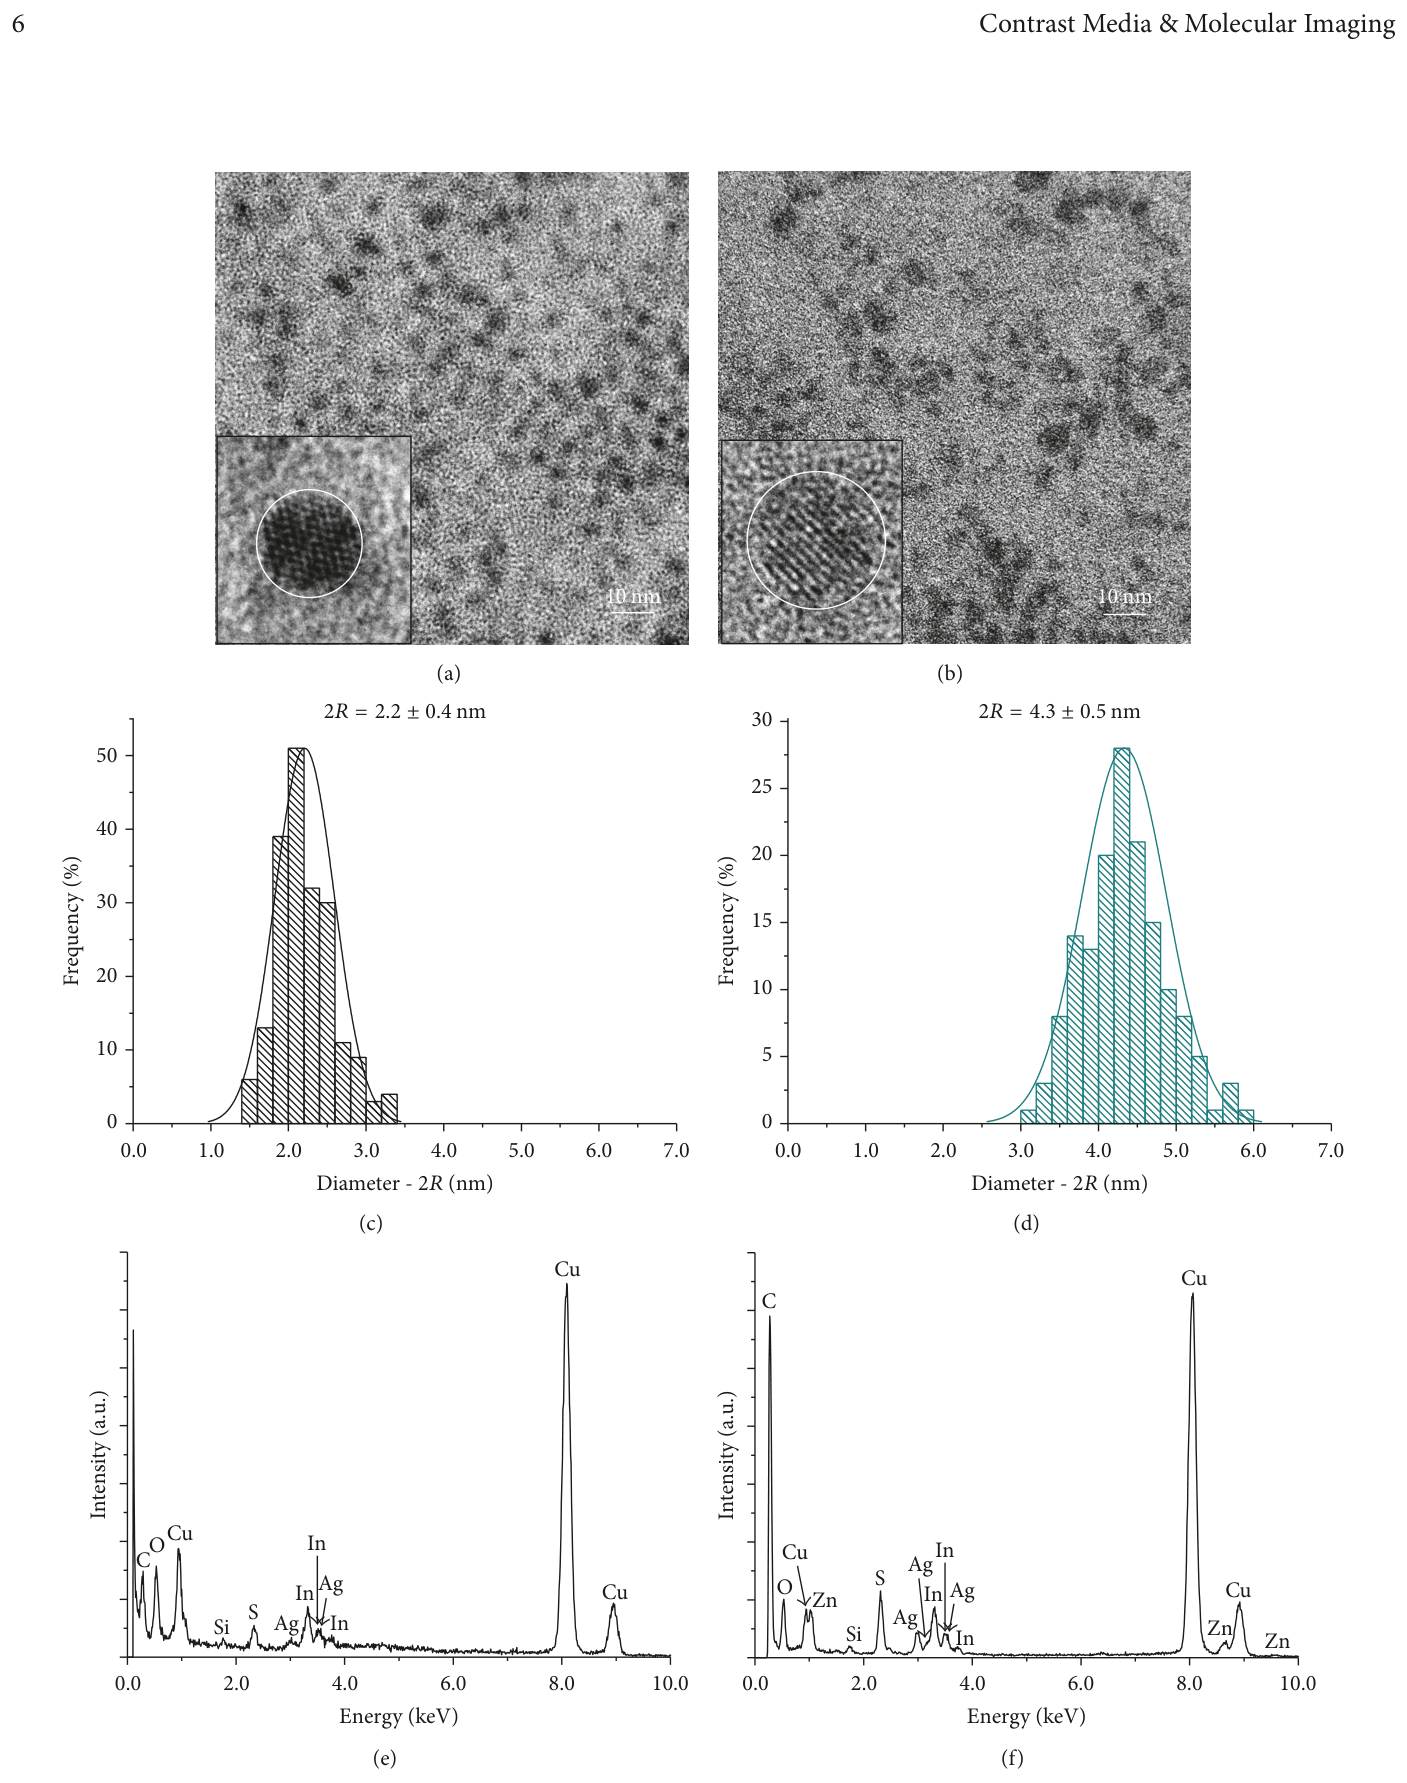 6
Contrast Media & Molecular Imaging
10 nm
10 nm
(a)
(b)
2R = 2.2 ± 0.4 nm
50
40
30
20
10
0
Frequency (%)
0.0 1.0 2.0 3.0 4.0 5.0 6.0 7.0
Diameter - 2R (nm)
(c)
2R = 4.3 ± 0.5 nm
30
25
20
15
10
5
0
Frequency (%)
0.0 1.0 2.0 3.0 4.0 5.0 6.0 7.0
Diameter - 2R (nm)
(d)
Intensity (a.u.)
C
O
Cu
Si
S
Ag
In
In
Ag
In
Cu
Cu
0.0 2.0 4.0 6.0 8.0 10.0
Energy (keV)
(e)
Intensity (a.u.)
C
O
Cu
Zn
Si
S
Ag
Ag
In
In
Ag
In
Cu
Zn
Cu
Zn
0.0 2.0 4.0 6.0 8.0 10.0
Energy (keV)
(f)